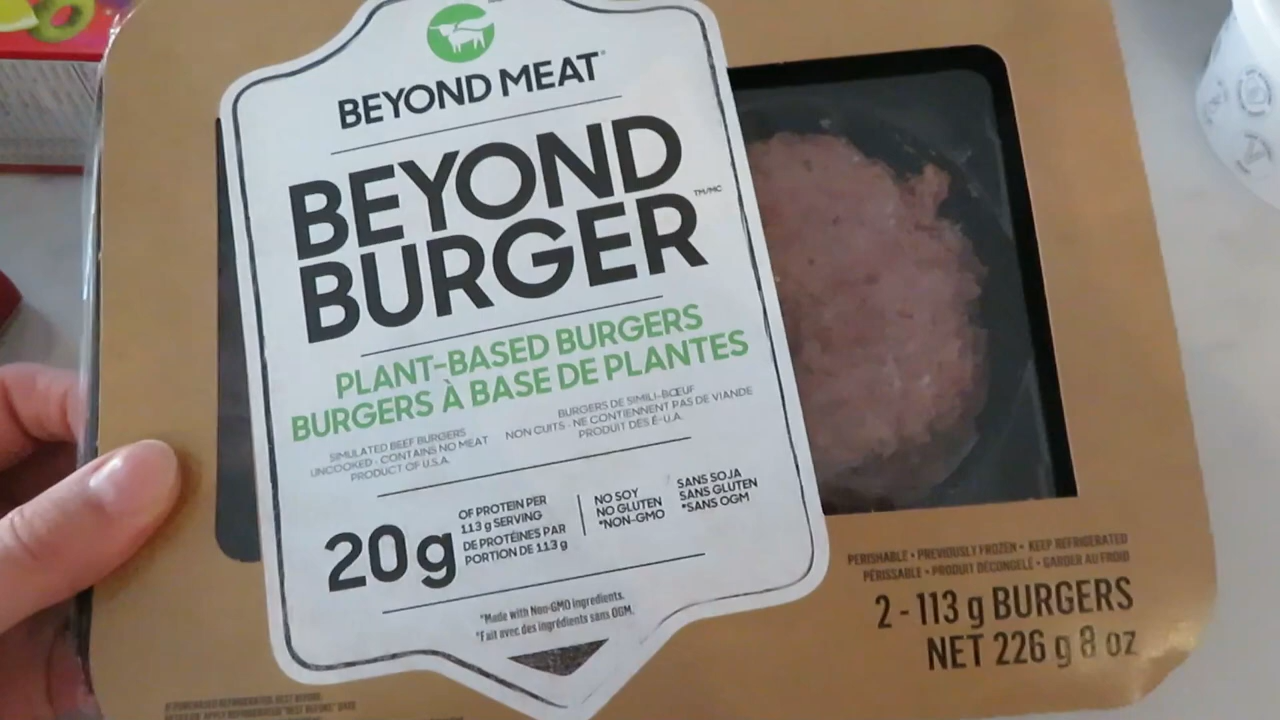 BEYOND MEAT®
BEYOND
BURGER™/MC
PLANT-BASED BURGERS
BURGERS À BASE DE PLANTES
SIMULATED BEEF BURGERS
UNCOOKED - CONTAINS NO MEAT
PRODUCT OF U.S.A.
BURGERS DE SIMILI-BŒUF
NON CUITS - NE CONTIENNENT PAS DE VIANDE
PRODUIT DES É-U.A.
20g
OF PROTEIN PER
113 g SERVING
DE PROTÉINES PAR
PORTION DE 113 g
NO SOY
NO GLUTEN
*NON-GMO
SANS SOJA
SANS GLUTEN
*SANS OGM
*Made with Non-GMO ingredients.
*Fait avec des ingrédients sans OGM.
PERISHABLE • PREVIOUSLY FROZEN • KEEP REFRIGERATED
PÉRISSABLE • PRODUIT DÉCONGELÉ • GARDER AU FROID
2 - 113 g BURGERS
NET 226 g 8 oz